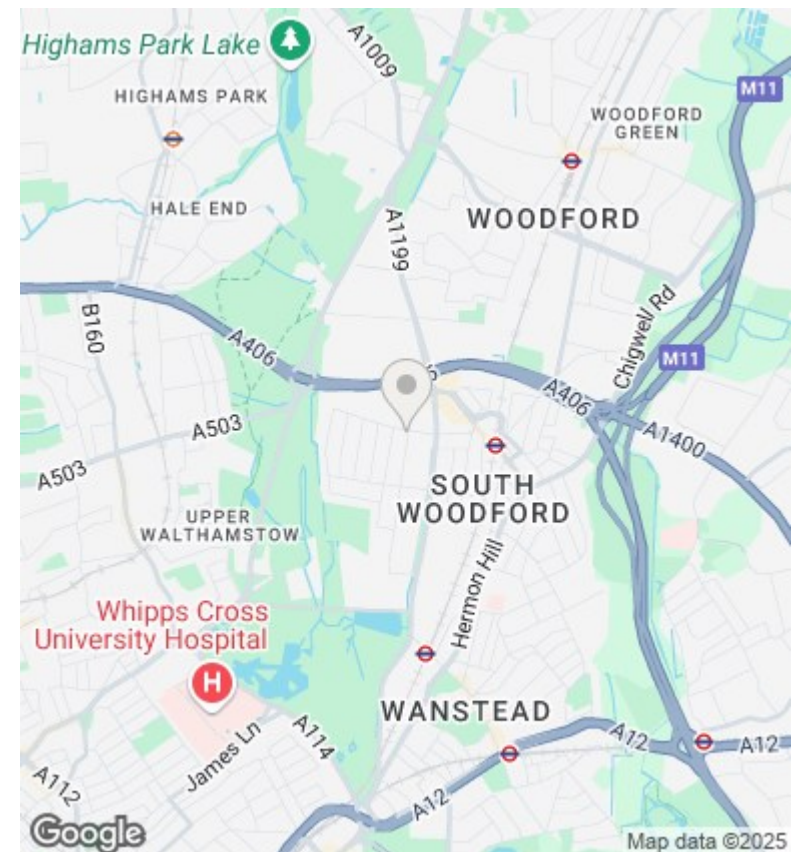 Highams Park Lake
A1009
M11
HIGHAMS PARK
WOODFORD
GREEN
HALE END
WOODFORD
A1199
B160
Chigwell Rd
A406
M11
A406
A503
A1400
A503
SOUTH
WOODFORD
UPPER
WALTHAMSTOW
Hermon Hill
Whipps Cross
University Hospital
H
WANSTEAD
James Ln
A114
A12
A12
A112
A12
Google
Map data ©2025